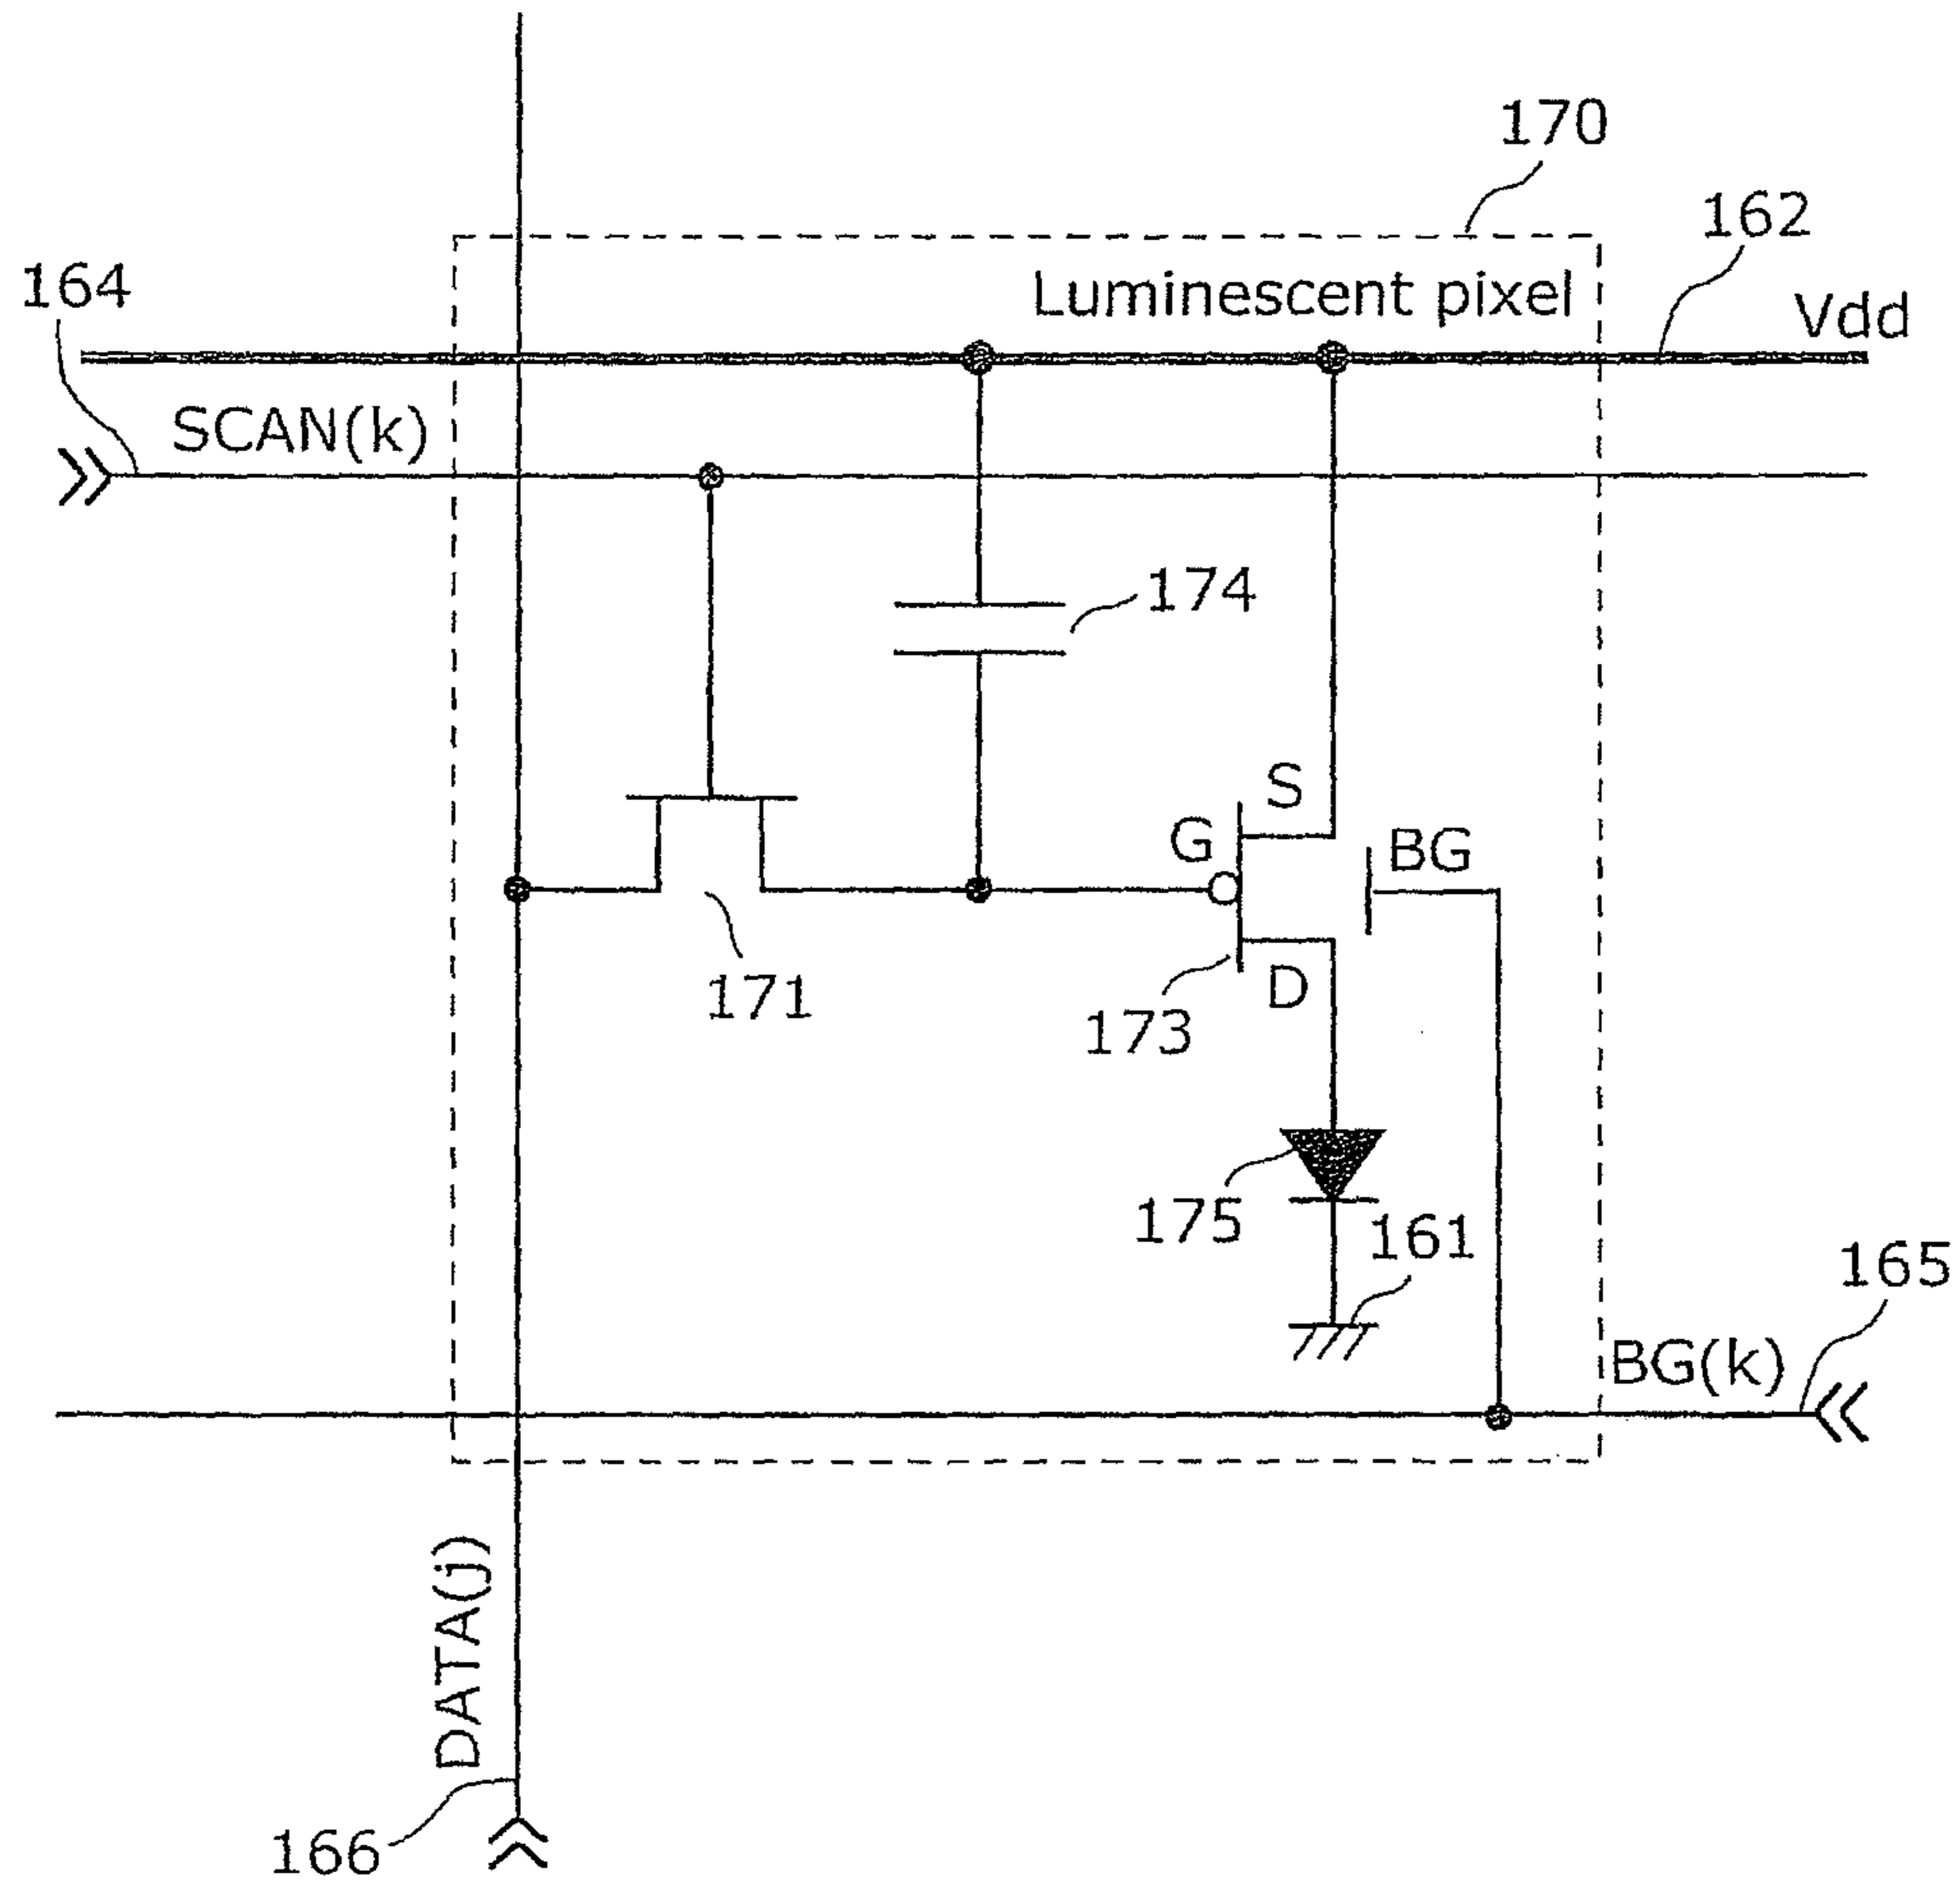 170
162
164
Luminescent pixel
Vdd
SCAN(k)
174
S
G
BG
171
D
173
175
161
165
BG(k)
DATA(j)
166